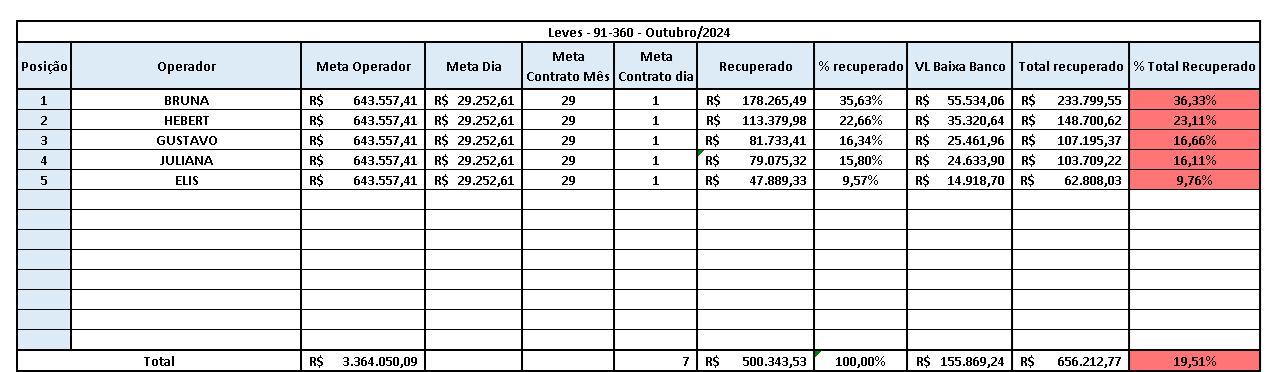 Leves - 91-360 - Outubro/2024
Posição Operador Meta Operador Meta Dia Meta Contrato Mês Meta Contrato dia Recuperado % recuperado VL Baixa Banco Total recuperado % Total Recuperado
1 BRUNA R$ 643.557,41 R$ 29.252,61 29 1 R$ 178.265,49 35,63% R$ 55.534,06 R$ 233.799,55 36,33%
2 HEBERT R$ 643.557,41 R$ 29.252,61 29 1 R$ 113.379,98 22,66% R$ 35.320,64 R$ 148.700,62 23,11%
3 GUSTAVO R$ 643.557,41 R$ 29.252,61 29 1 R$ 81.733,41 16,34% R$ 25.461,96 R$ 107.195,37 16,66%
4 JULIANA R$ 643.557,41 R$ 29.252,61 29 1 R$ 79.075,32 15,80% R$ 24.633,90 R$ 103.709,22 16,11%
5 ELIS R$ 643.557,41 R$ 29.252,61 29 1 R$ 47.889,33 9,57% R$ 14.918,70 R$ 62.808,03 9,76%
Total R$ 3.364.050,09 7 R$ 500.343,53 100,00% R$ 155.869,24 R$ 656.212,77 19,51%